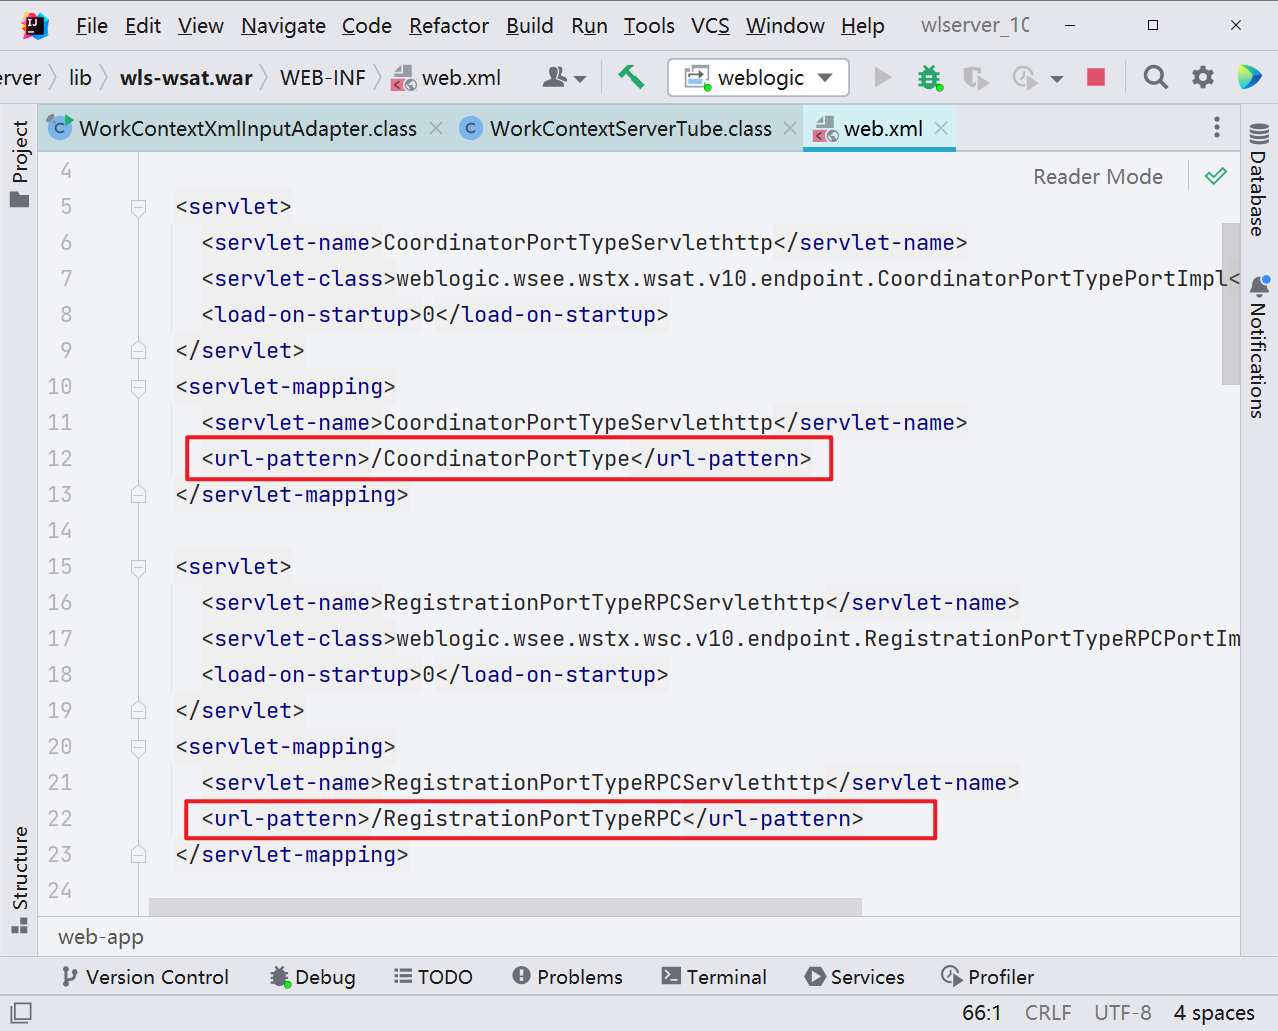 File Edit View Navigate Code Refactor Build Run Tools VCS Window Help wlserver_10
erver lib wls-wsat.war WEB-INF web.xml weblogic
WorkContextXmlInputAdapter.class WorkContextServerTube.class web.xml
Project
Structure
Database
Notifications
Reader Mode
4
5 <servlet>
6 <servlet-name>CoordinatorPortTypeServlethttp</servlet-name>
7 <servlet-class>weblogic.wsee.wstx.wsat.v10.endpoint.CoordinatorPortTypePortImpl<
8 <load-on-startup>0</load-on-startup>
9 </servlet>
10 <servlet-mapping>
11 <servlet-name>CoordinatorPortTypeServlethttp</servlet-name>
12 <url-pattern>/CoordinatorPortType</url-pattern>
13 </servlet-mapping>
14
15 <servlet>
16 <servlet-name>RegistrationPortTypeRPCServlethttp</servlet-name>
17 <servlet-class>weblogic.wsee.wstx.wsc.v10.endpoint.RegistrationPortTypeRPCPortIm
18 <load-on-startup>0</load-on-startup>
19 </servlet>
20 <servlet-mapping>
21 <servlet-name>RegistrationPortTypeRPCServlethttp</servlet-name>
22 <url-pattern>/RegistrationPortTypeRPC</url-pattern>
23 </servlet-mapping>
24
web-app
Version Control Debug TODO Problems Terminal Services Profiler
66:1 CRLF UTF-8 4 spaces